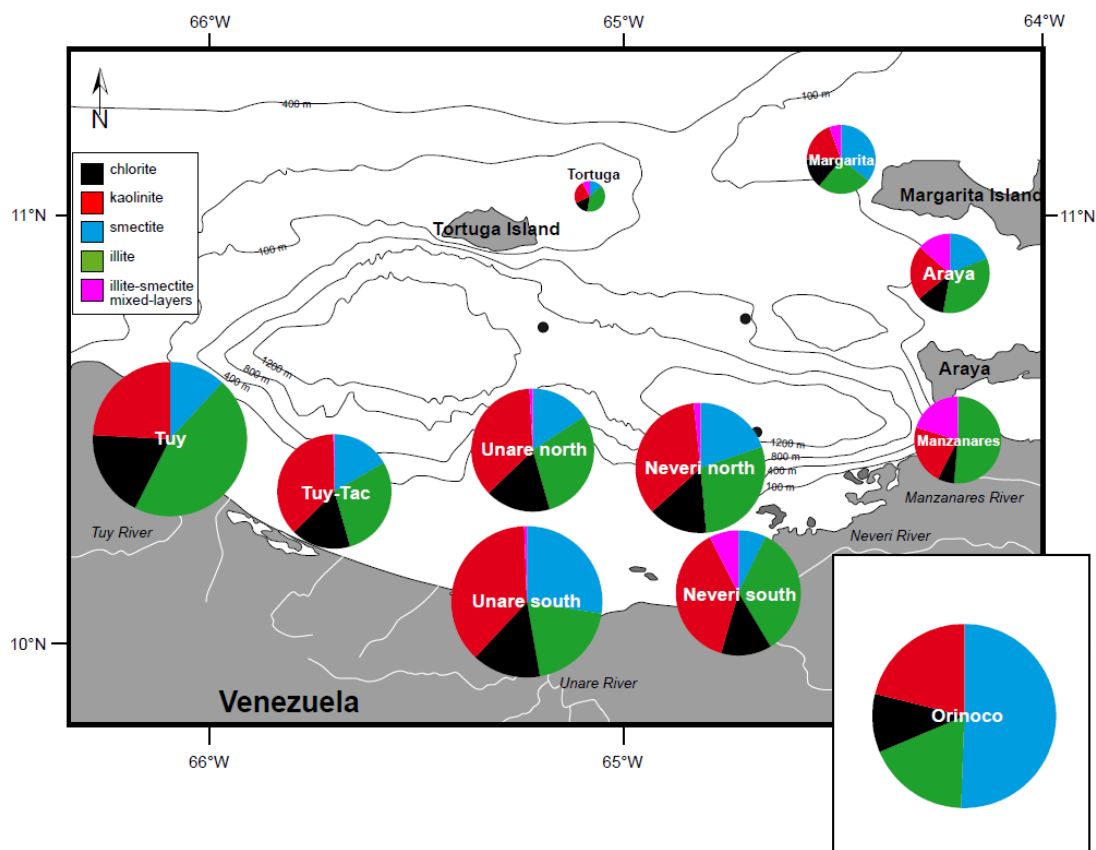 66°W
65°W
64°W
400 m
100 m
N
chlorite
kaolinite
smectite
illite
illite-smectite
mixed-layers
Margarita
Tortuga
11°N
11°N
Margarita Island
Tortuga Island
100 m
Araya
1200 m
800 m
400 m
Araya
Tuy
Unare north
Manzanares
1200 m
800 m
400 m
100 m
Neveri north
Tuy-Tac
Manzanares River
Tuy River
Neveri River
Unare south
Neveri south
10°N
Unare River
Venezuela
Orinoco
66°W
65°W